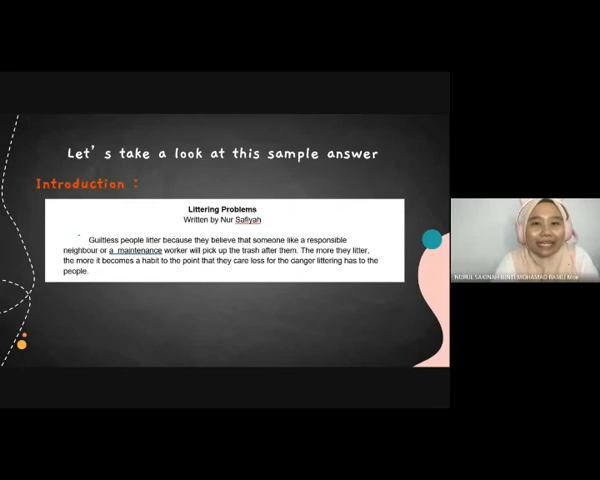 Let's take a look at this sample answer
Introduction :
Littering Problems
Written by Nur Safiyah
Guiltless people litter because they believe that someone like a responsible
neighbour or a maintenance worker will pick up the trash after them. The more they litter,
the more it becomes a habit to the point that they care loss for the danger littering has to the
people.
NURUL SAKINAH BINTI MOHAMAD RAMLI Moe